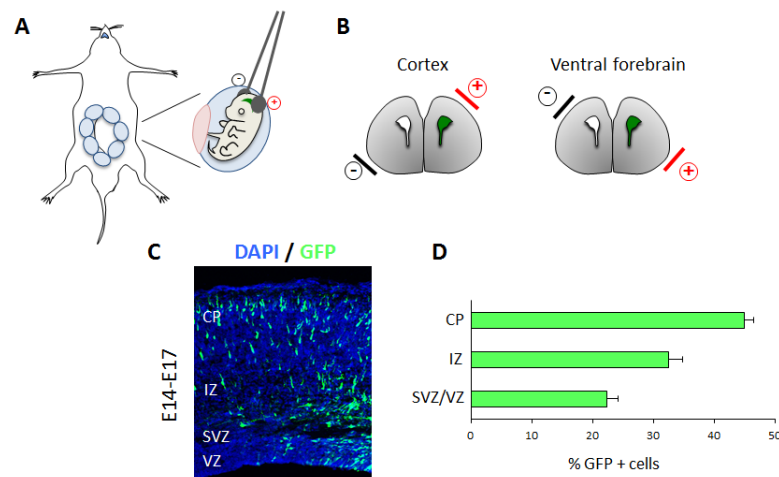 A
B
Cortex
Ventral forebrain
−
+
+
−
−
+
C
DAPI / GFP
D
E14-E17
CP
IZ
SVZ
VZ
CP
IZ
SVZ/VZ
0 10 20 30 40 50
% GFP + cells